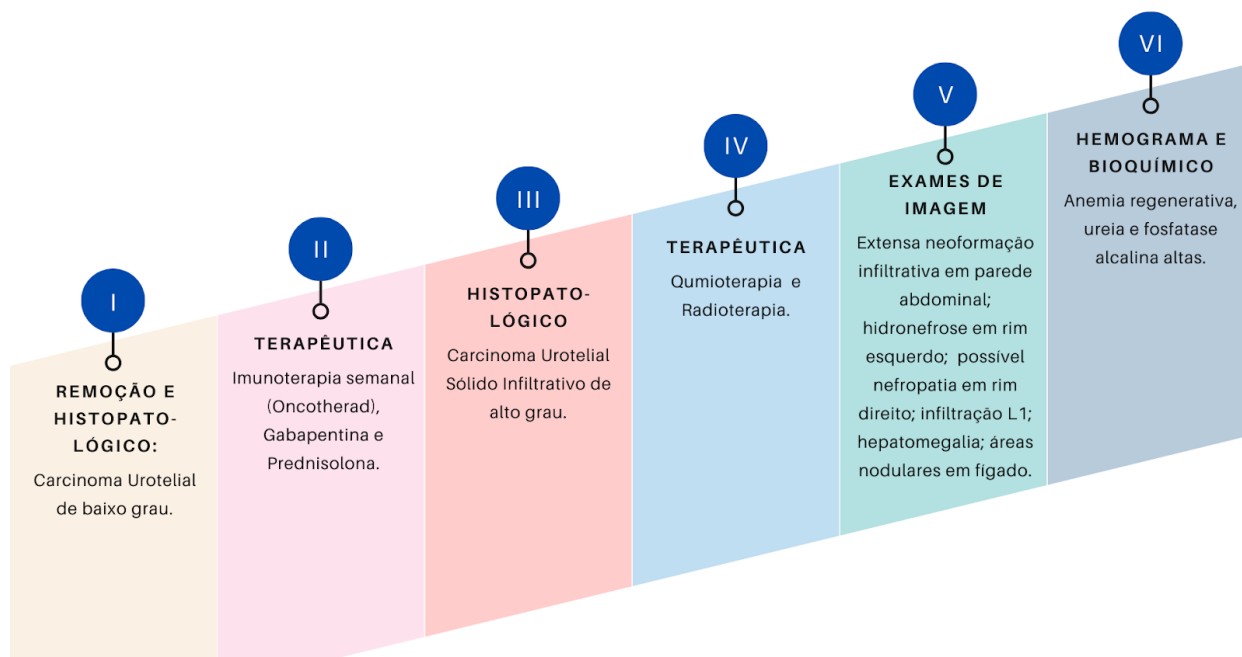 I
REMOÇÃO E
HISTOPATO-
LÓGICO:
Carcinoma Urotelial
de baixo grau.
II
TERAPÊUTICA
Imunoterapia semanal
(Oncotherad),
Gabapentina e
Prednisolona.
III
HISTOPATO-
LÓGICO
Carcinoma Urotelial
Sólido Infiltrativo de
alto grau.
IV
TERAPÊUTICA
Qumioterapia e
Radioterapia.
V
EXAMES DE
IMAGEM
Extensa neoformação
infiltrativa em parede
abdominal;
hidronefrose em rim
esquerdo; possível
nefropatia em rim
direito; infiltração L1;
hepatomegalia; áreas
nodulares em fígado.
VI
HEMOGRAMA E
BIOQUÍMICO
Anemia regenerativa,
ureia e fosfatase
alcalina altas.